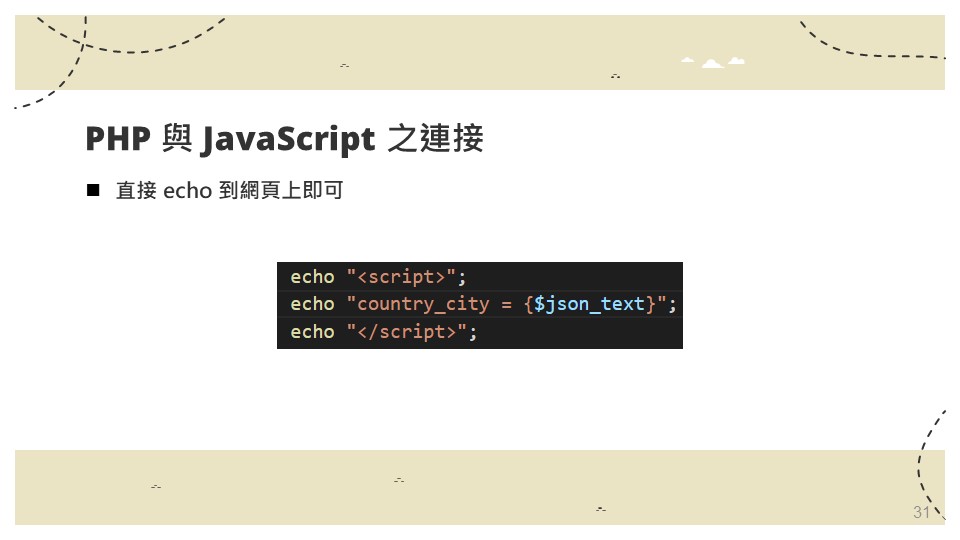 PHP 與 JavaScript 之連接
直接 echo 到網頁上即可
echo "<script>";
echo "country_city = {$json_text}";
echo "</script>";
31